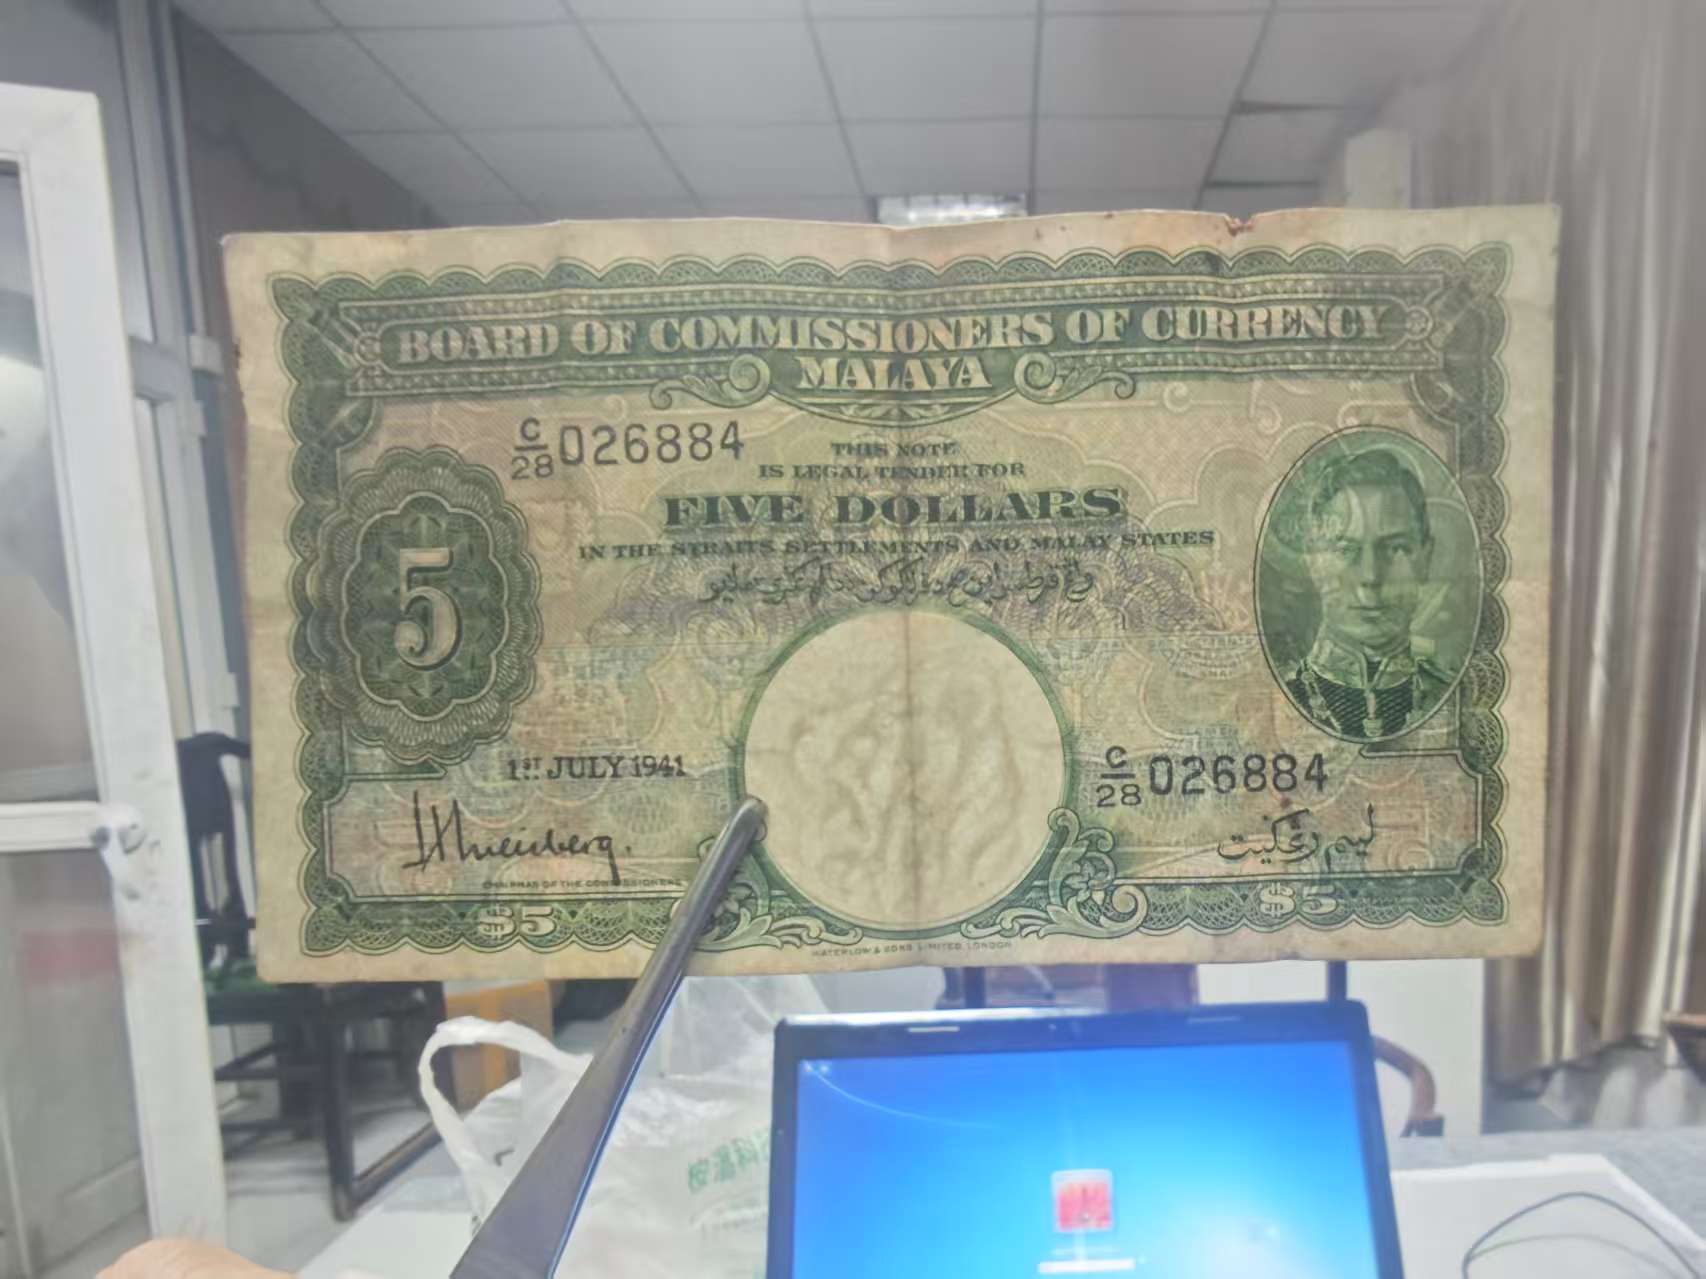 BOARD OF COMMISSIONERS OF CURRENCY
MALAYA
C/28 026884
THIS NOTE
IS LEGAL TENDER FOR
FIVE DOLLARS
IN THE STRAITS SETTLEMENTS AND MALAY STATES
5
1ST JULY 1941
C/28 026884
ليم رڠݢيت
CHAIRMAN OF THE COMMISSIONERS
$5
$5
WATERLOW & SONS LIMITED. LONDON